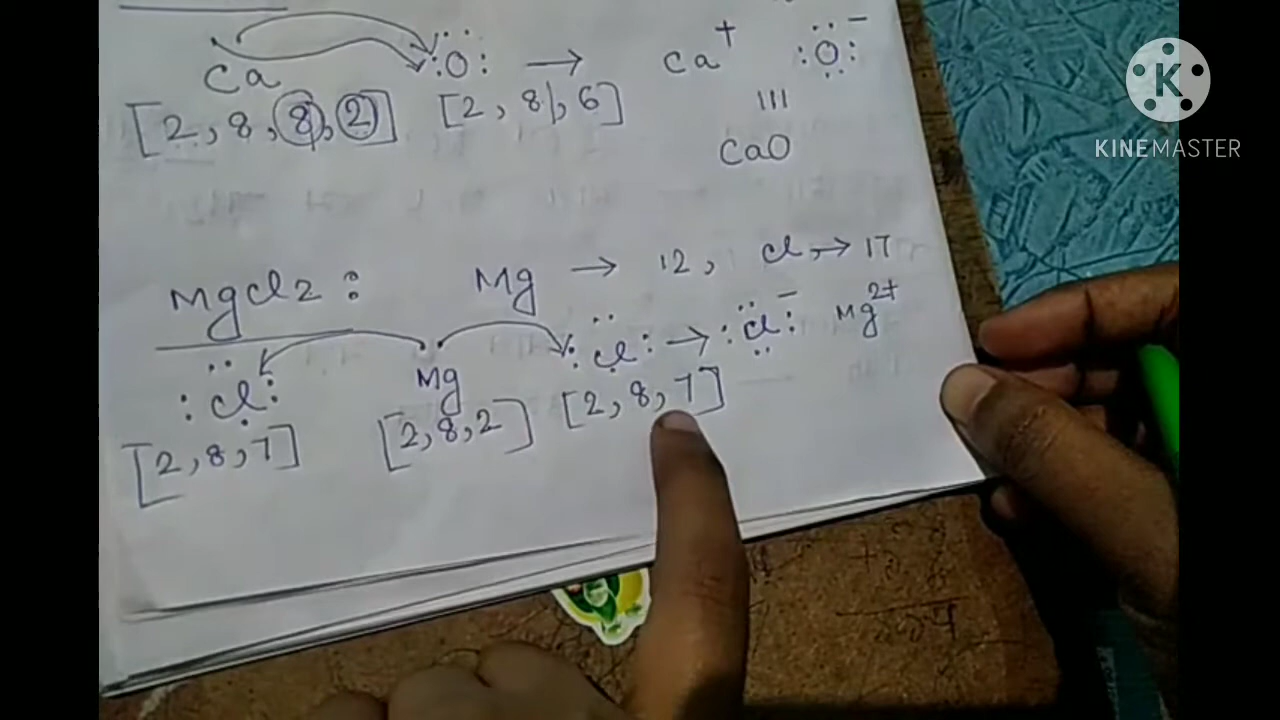 Ca :O: → Ca+ :O:−
[2, 8, 8, 2] [2, 8, 6]
CaO
K
KINEMASTER
MgCl2 : Mg → 12, Cl → 17
:Cl: Mg :Cl: → :Cl:− Mg2+
[2,8,7] [2,8,2] [2,8,7]